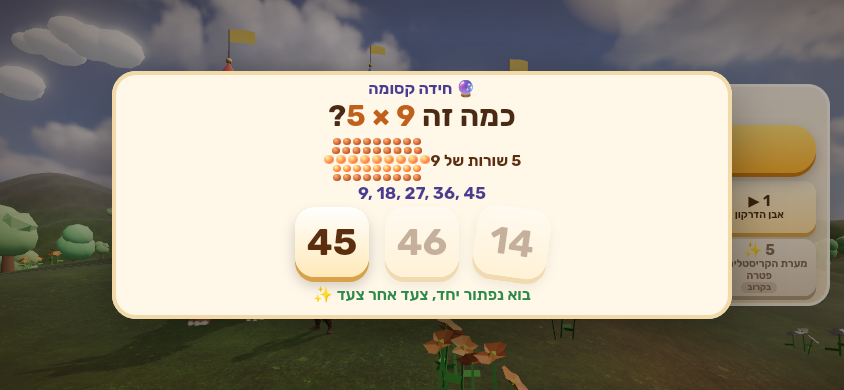 🔮 חידה קסומה
כמה זה 9 × 5?
5 שורות של 9
9, 18, 27, 36, 45
45 46 14
בוא נפתור יחד, צעד אחר צעד ✨
▶ 1
אבן הדרקון
✨ 5
מערת הקריסטלי
פטרה
בקרוב